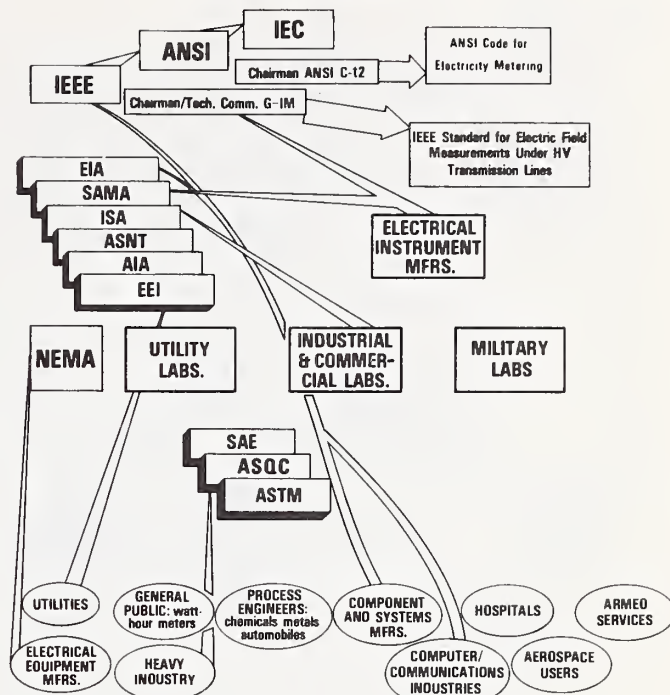 IEC
ANSI
IEEE
Chairman ANSI C-12
ANSI Code for
Electricity Metering
Chairman/Tech. Comm. G-IM
IEEE Standard for Electric Field
Measurements Under HV
Transmission Lines
EIA
SAMA
ISA
ASNT
AIA
EEI
ELECTRICAL
INSTRUMENT
MFRS.
NEMA
UTILITY
LABS.
INDUSTRIAL
& COMMER-
CIAL LABS.
MILITARY
LABS
SAE
ASQC
ASTM
UTILITIES
GENERAL
PUBLIC: watt-
hour meters
PROCESS
ENGINEERS:
chemicals metals
automobiles
COMPONENT
AND SYSTEMS
MFRS.
HOSPITALS
ARMEO
SERVICES
ELECTRICAL
EQUIPMENT
MFRS.
HEAVY
INDUSTRY
COMPUTER/
COMMUNICATIONS
INDUSTRIES
AEROSPACE
USERS